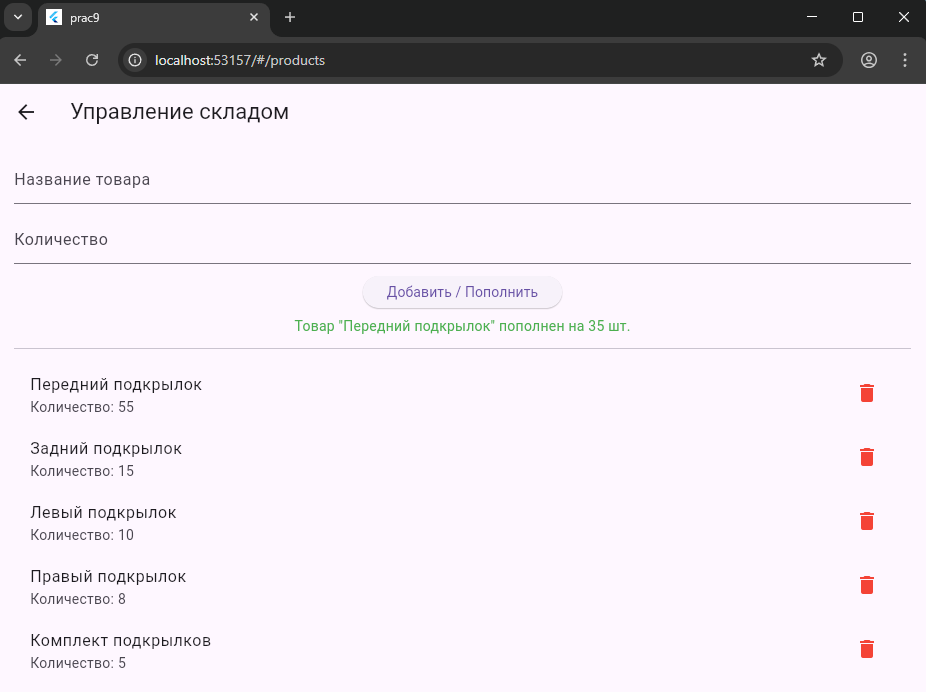 prac9
localhost:53157/#/products
Управление складом
Название товара
Количество
Добавить / Пополнить
Товар "Передний подкрылок" пополнен на 35 шт.
Передний подкрылок
Количество: 55
Задний подкрылок
Количество: 15
Левый подкрылок
Количество: 10
Правый подкрылок
Количество: 8
Комплект подкрылков
Количество: 5